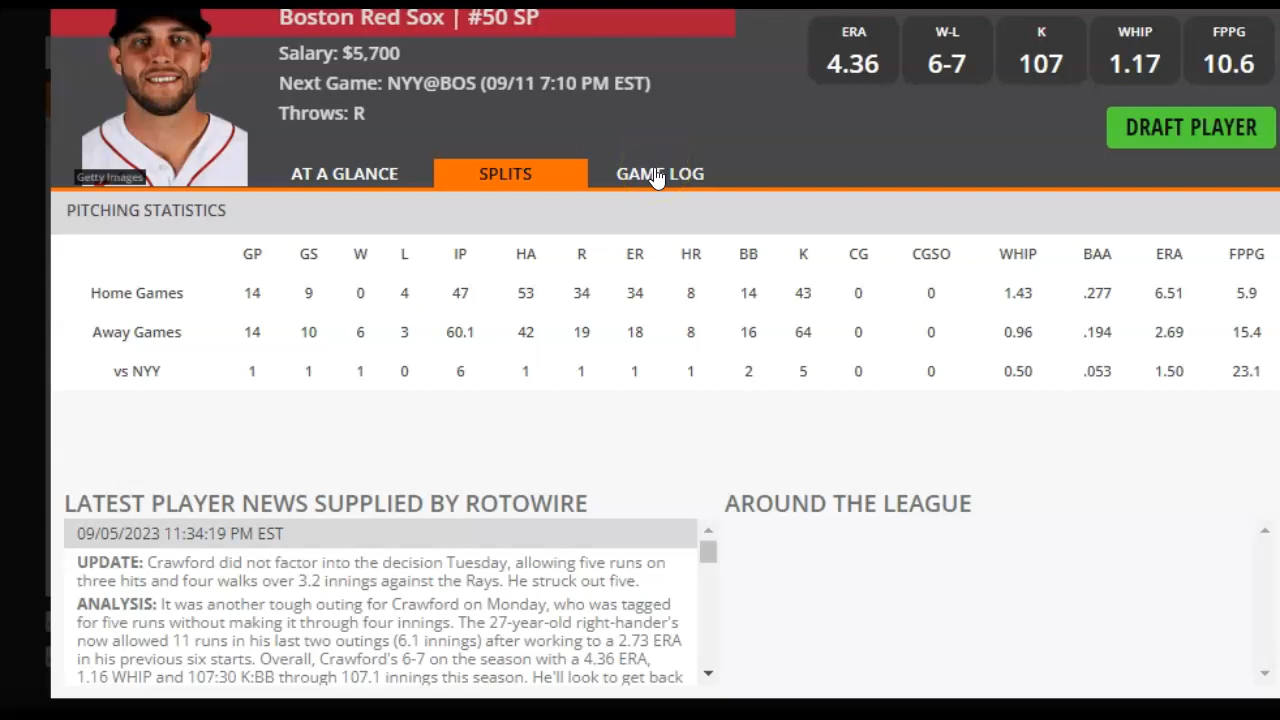 Boston Red Sox | #50 SP
Salary: $5,700
Next Game: NYY@BOS (09/11 7:10 PM EST)
Throws: R
ERA W-L K WHIP FPPG
4.36 6-7 107 1.17 10.6
DRAFT PLAYER
Getty Images
AT A GLANCE SPLITS GAME LOG
PITCHING STATISTICS
GP GS W L IP HA R ER HR BB K CG CGSO WHIP BAA ERA FPPG
Home Games 14 9 0 4 47 53 34 34 8 14 43 0 0 1.43 .277 6.51 5.9
Away Games 14 10 6 3 60.1 42 19 18 8 16 64 0 0 0.96 .194 2.69 15.4
vs NYY 1 1 1 0 6 1 1 1 1 2 5 0 0 0.50 .053 1.50 23.1
LATEST PLAYER NEWS SUPPLIED BY ROTOWIRE
09/05/2023 11:34:19 PM EST
UPDATE: Crawford did not factor into the decision Tuesday, allowing five runs on
three hits and four walks over 3.2 innings against the Rays. He struck out five.
ANALYSIS: It was another tough outing for Crawford on Monday, who was tagged
for five runs without making it through four innings. The 27-year-old right-hander's
now allowed 11 runs in his last two outings (6.1 innings) after working to a 2.73 ERA
in his previous six starts. Overall, Crawford's 6-7 on the season with a 4.36 ERA,
1.16 WHIP and 107:30 K:BB through 107.1 innings this season. He'll look to get back
AROUND THE LEAGUE